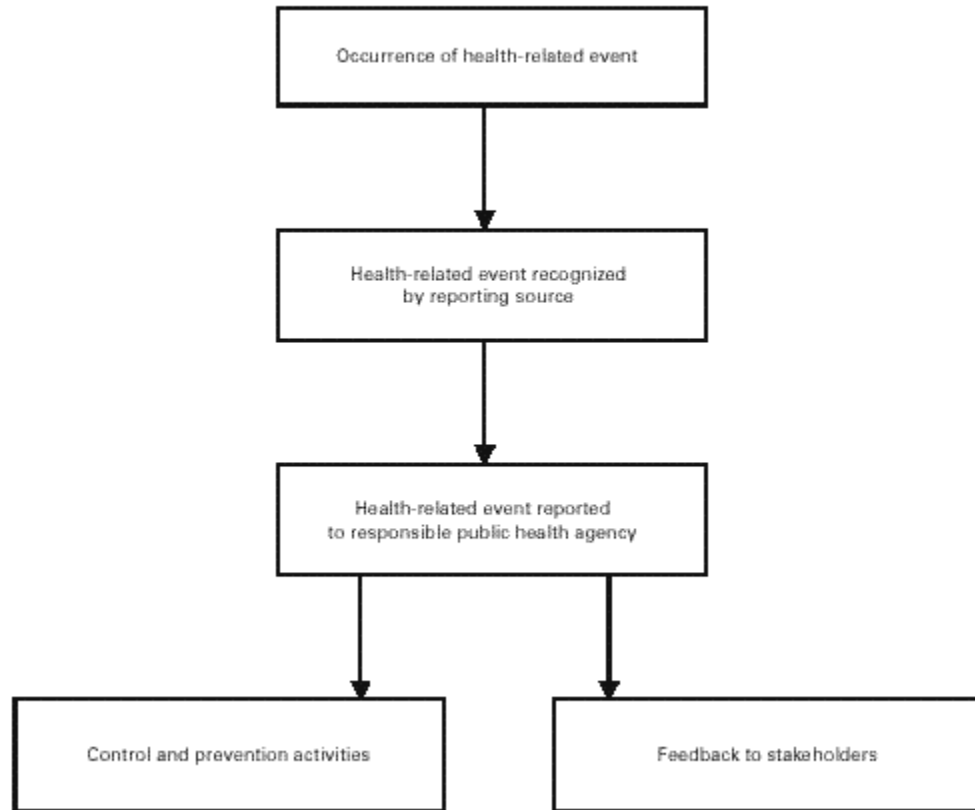 Occurrence of health-related event
Health-related event recognized
by reporting source
Health-related event reported
to responsible public health agency
Control and prevention activities
Feedback to stakeholders